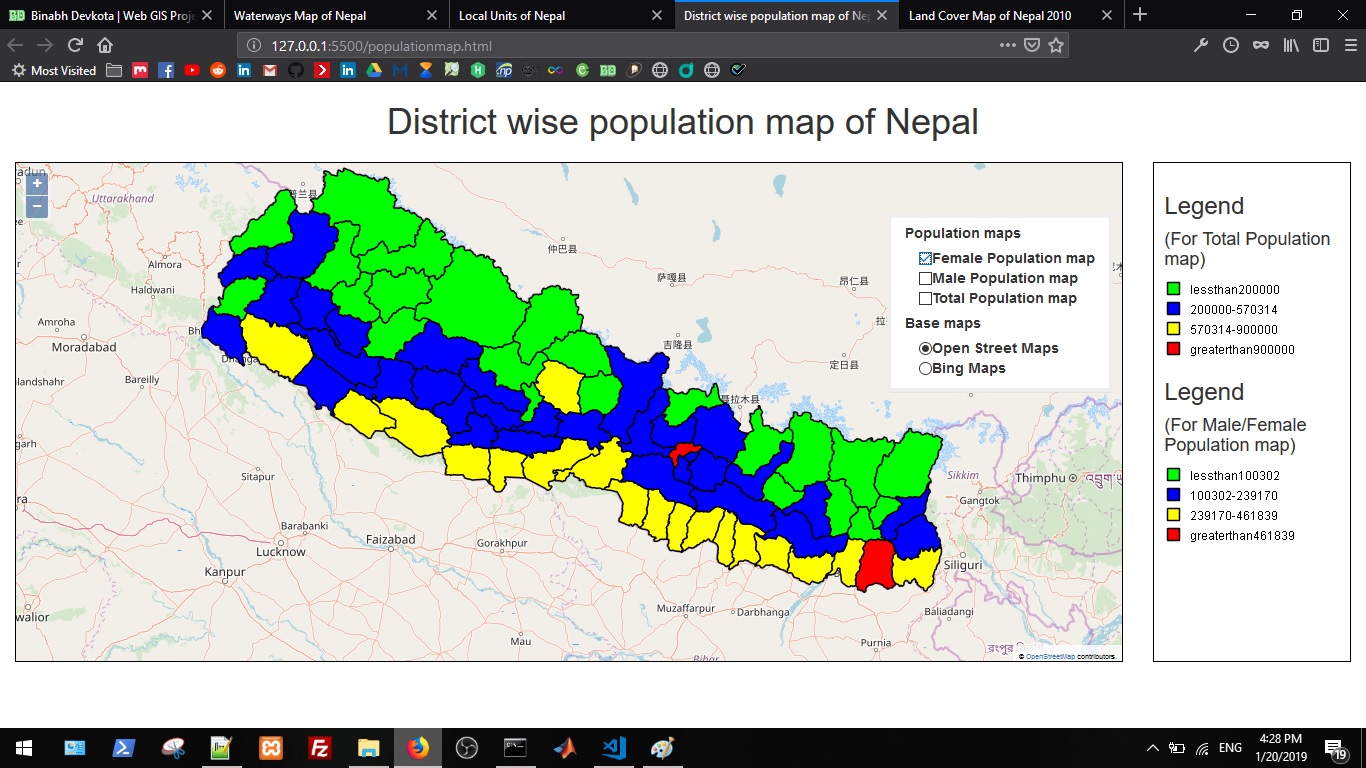 Binabh Devkota | Web GIS Proje
Waterways Map of Nepal
Local Units of Nepal
District wise population map of Nep
Land Cover Map of Nepal 2010
127.0.0.1:5500/populationmap.html
Most Visited
District wise population map of Nepal
+
−
Uttarakhand
普兰县
仲巴县
萨嘎县
昂仁县
Almora
Haldwani
Amroha
Moradabad
吉隆县
定日县
Bareilly
聂拉木县
Sitapur
Sikkim
Thimphu
Gangtok
Barabanki
Lucknow
Faizabad
Gorakhpur
Kanpur
Siliguri
Muzaffarpur
Darbhanga
Baliadangi
Mau
Purnia
Bihar
© OpenStreetMap contributors.
Population maps
Female Population map
Male Population map
Total Population map
Base maps
Open Street Maps
Bing Maps
Legend
(For Total Population
map)
lessthan200000
200000-570314
570314-900000
greaterthan900000
Legend
(For Male/Female
Population map)
lessthan100302
100302-239170
239170-461839
greaterthan461839
ENG
4:28 PM
1/20/2019
19